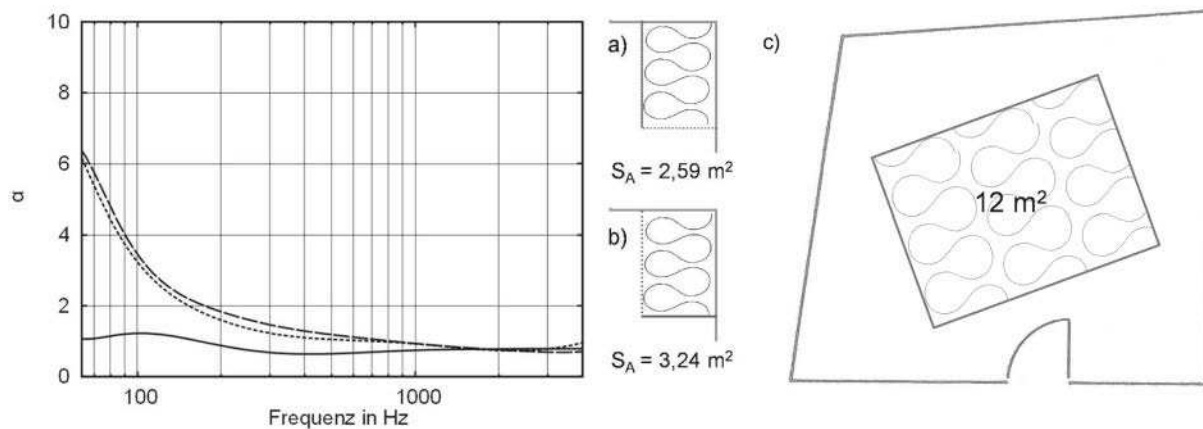 10
8
6
4
2
0
α
100
1000
Frequenz in Hz
a)
S_A = 2,59 m²
b)
S_A = 3,24 m²
c)
12 m²